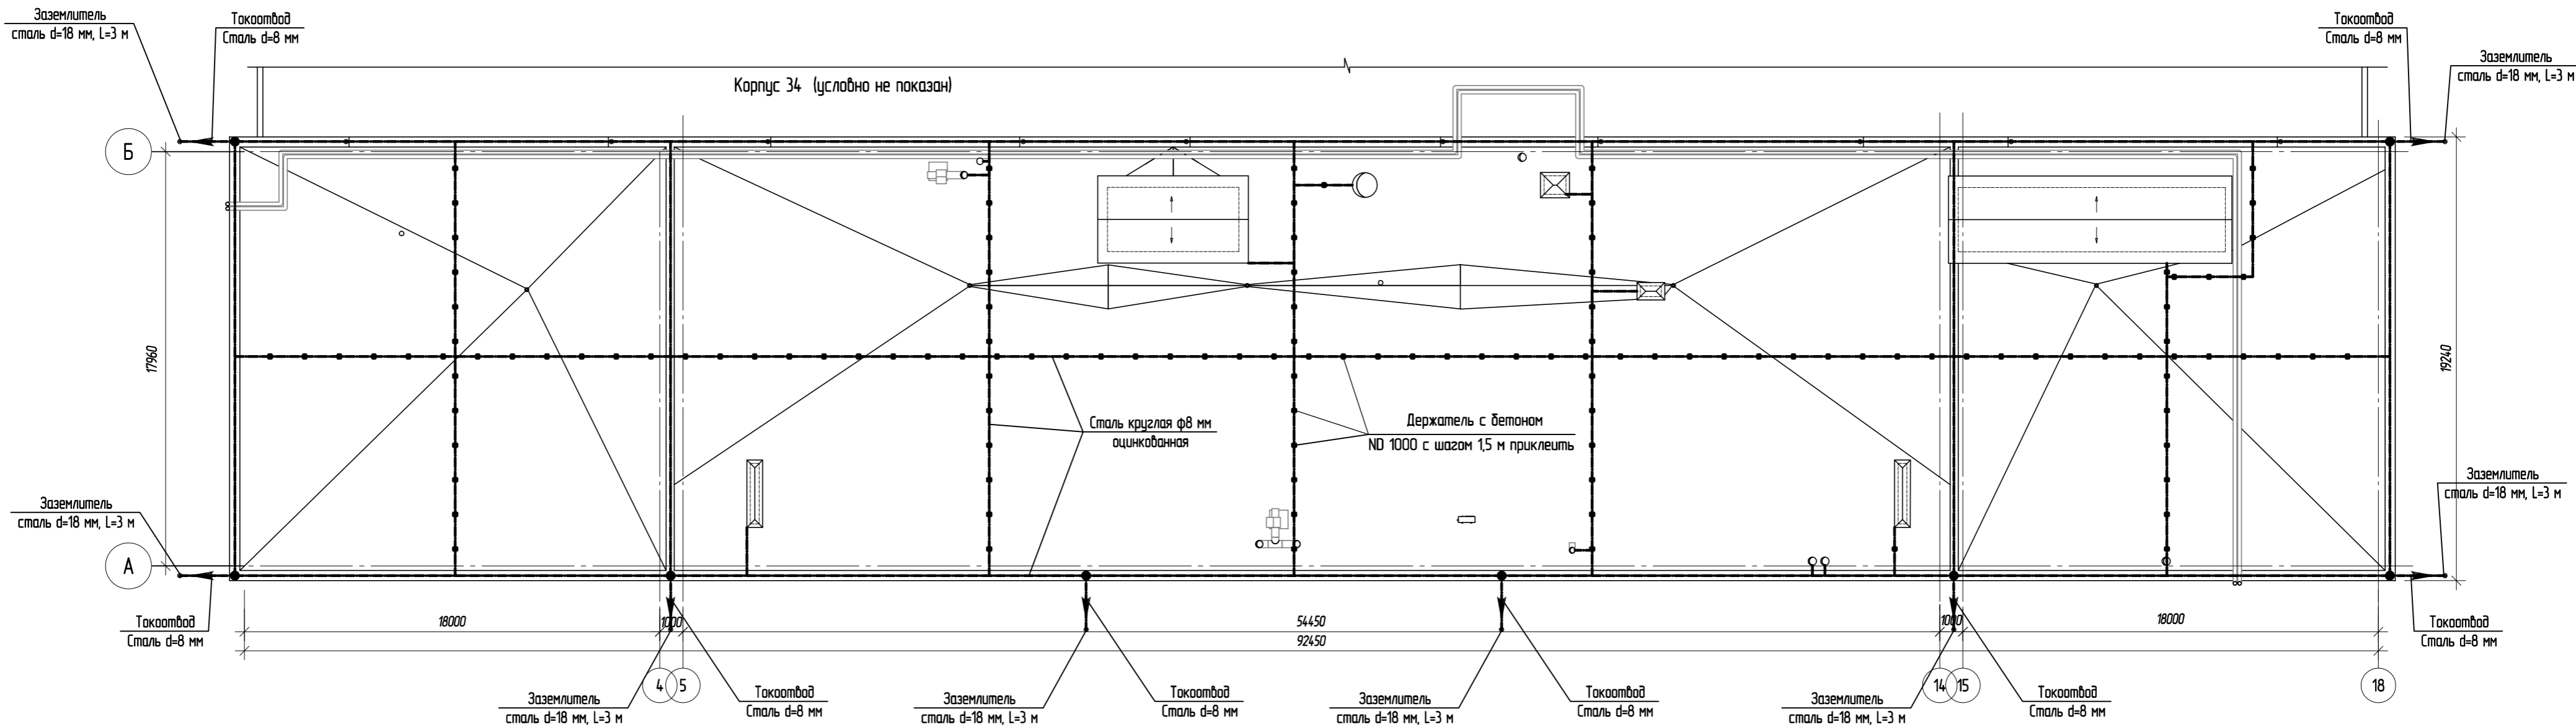 Заземлитель
сталь d=18 мм, L=3 м
Токоотвод
Сталь d=8 мм
Токоотвод
Сталь d=8 мм
Заземлитель
сталь d=18 мм, L=3 м
Корпус 34 (условно не показан)
Б
17960
19240
Сталь круглая ф8 мм
оцинкованная
Держатель с бетоном
ND 1000 с шагом 1,5 м приклеить
Заземлитель
сталь d=18 мм, L=3 м
Заземлитель
сталь d=18 мм, L=3 м
А
Токоотвод
Сталь d=8 мм
18000
1000
54450
1000
18000
92450
Токоотвод
Сталь d=8 мм
4
5
14
15
18
Заземлитель
сталь d=18 мм, L=3 м
Токоотвод
Сталь d=8 мм
Заземлитель
сталь d=18 мм, L=3 м
Токоотвод
Сталь d=8 мм
Заземлитель
сталь d=18 мм, L=3 м
Токоотвод
Сталь d=8 мм
Заземлитель
сталь d=18 мм, L=3 м
Токоотвод
Сталь d=8 мм